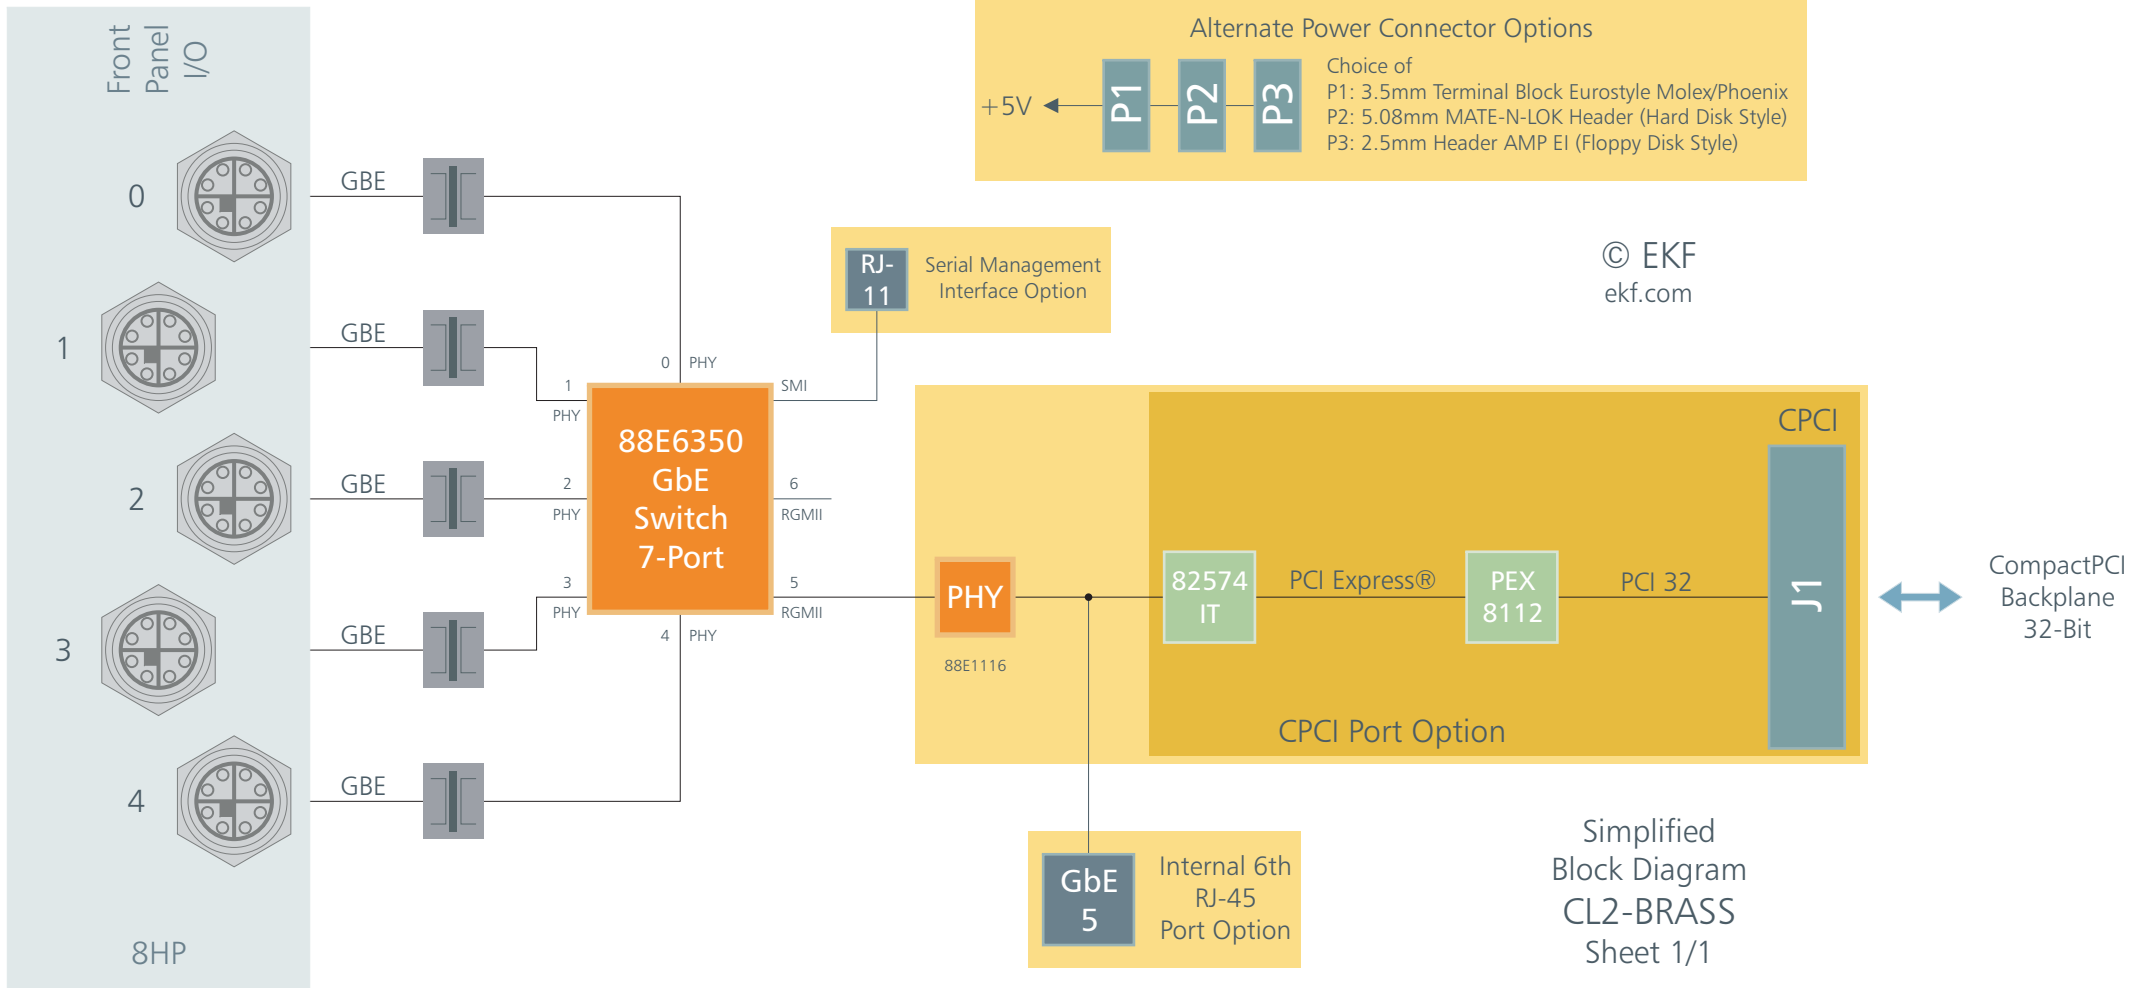 Front
Panel
I/O
0
1
2
3
4
8HP
GBE
GBE
GBE
GBE
GBE
0 PHY
1
PHY
2
PHY
3
PHY
4 PHY
SMI
6
RGMII
5
RGMII
88E6350
GbE
Switch
7-Port
RJ-
11
Serial Management
Interface Option
Alternate Power Connector Options
+5V
P1
P2
P3
Choice of
P1: 3.5mm Terminal Block Eurostyle Molex/Phoenix
P2: 5.08mm MATE-N-LOK Header (Hard Disk Style)
P3: 2.5mm Header AMP EI (Floppy Disk Style)
© EKF
ekf.com
PHY
88E1116
82574
IT
PCI Express®
PEX
8112
PCI 32
CPCI
J1
CPCI Port Option
CompactPCI
Backplane
32-Bit
GbE
5
Internal 6th
RJ-45
Port Option
Simplified
Block Diagram
CL2-BRASS
Sheet 1/1